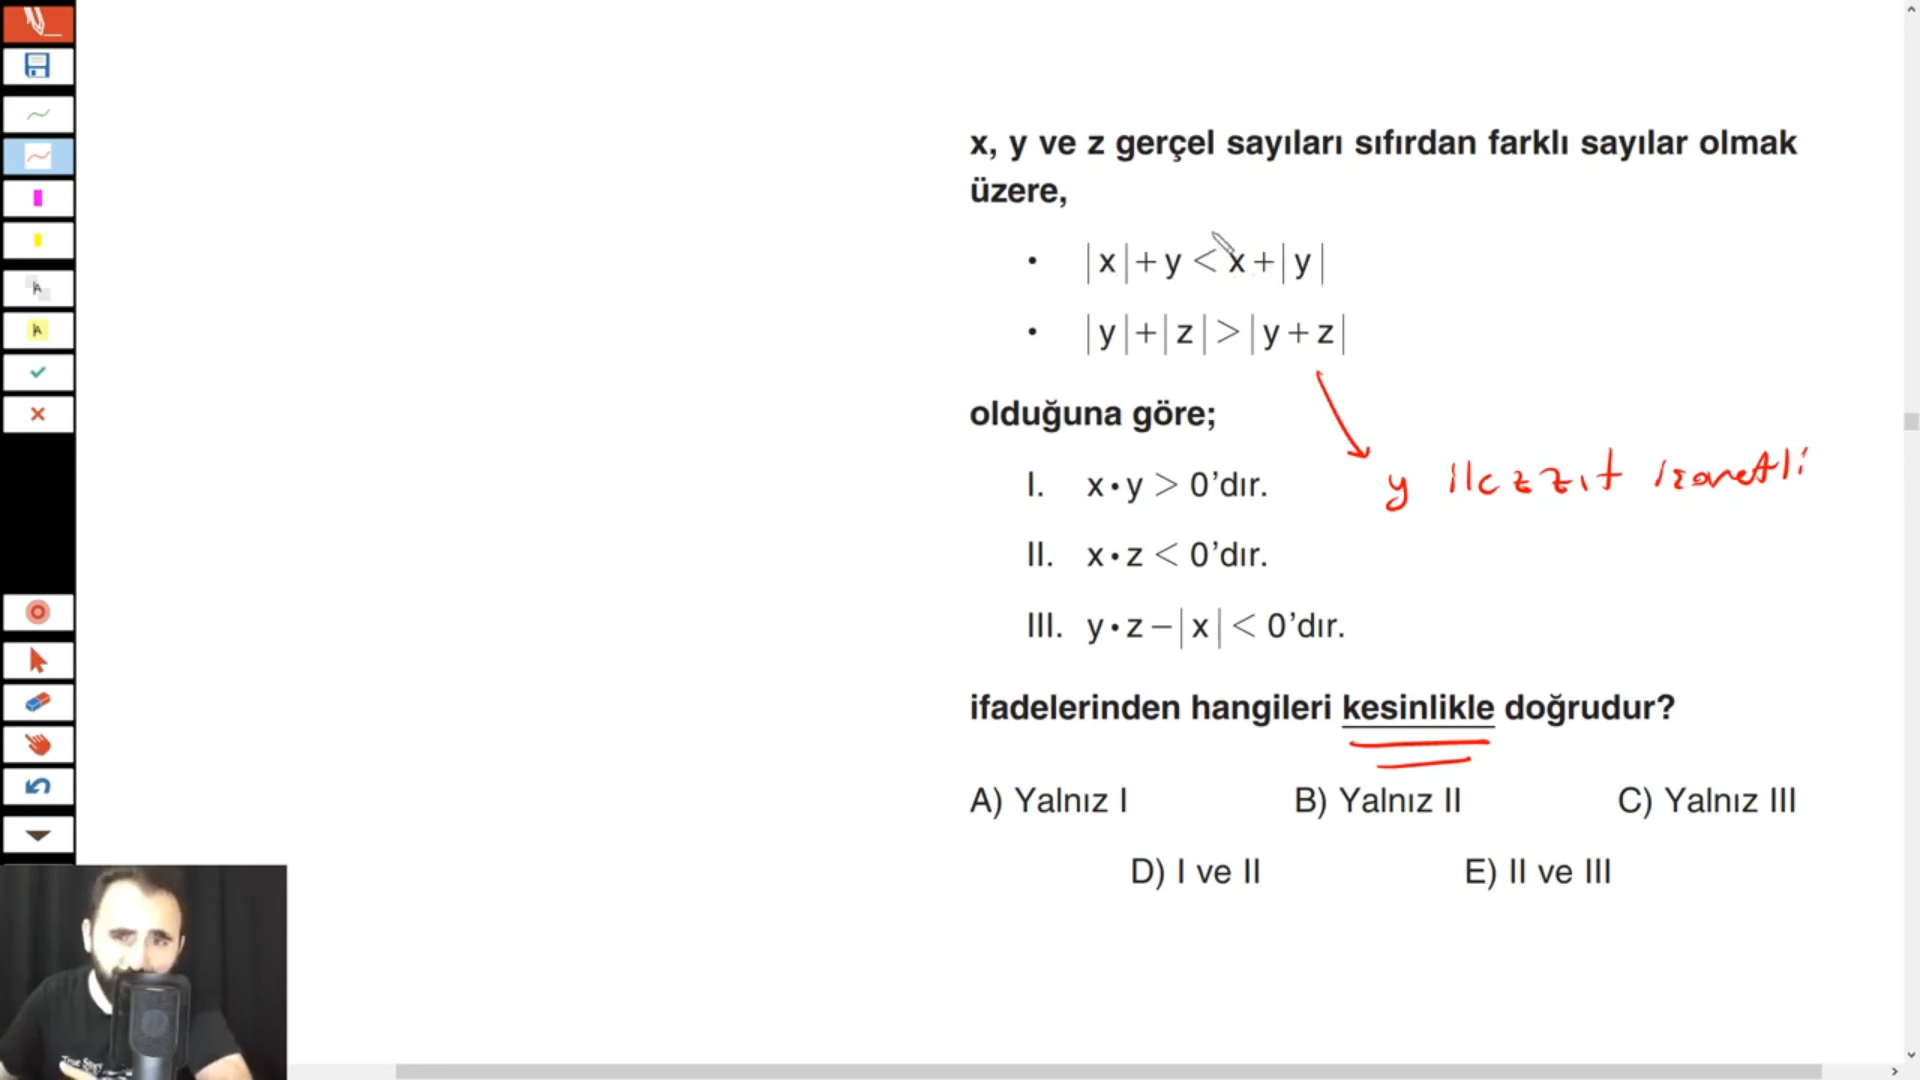 x, y ve z gerçel sayıları sıfırdan farklı sayılar olmak
üzere,
• |x|+y < x+|y|
• |y|+|z|>|y+z|
olduğuna göre;
y ile z zıt işaretli
I. x•y > 0'dır.
II. x•z < 0'dır.
III. y•z−|x| < 0'dır.
ifadelerinden hangileri kesinlikle doğrudur?
A) Yalnız I B) Yalnız II C) Yalnız III
D) I ve II E) II ve III